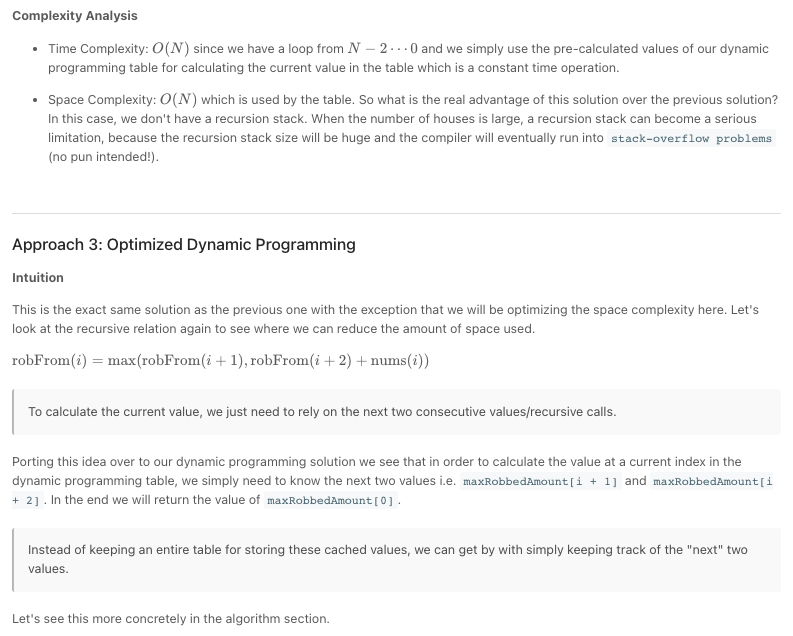 Complexity Analysis
• Time Complexity: O(N) since we have a loop from N − 2 ⋯ 0 and we simply use the pre-calculated values of our dynamic
programming table for calculating the current value in the table which is a constant time operation.
• Space Complexity: O(N) which is used by the table. So what is the real advantage of this solution over the previous solution?
In this case, we don't have a recursion stack. When the number of houses is large, a recursion stack can become a serious
limitation, because the recursion stack size will be huge and the compiler will eventually run into stack-overflow problems
(no pun intended!).
Approach 3: Optimized Dynamic Programming
Intuition
This is the exact same solution as the previous one with the exception that we will be optimizing the space complexity here. Let's
look at the recursive relation again to see where we can reduce the amount of space used.
robFrom(i) = max(robFrom(i + 1), robFrom(i + 2) + nums(i))
To calculate the current value, we just need to rely on the next two consecutive values/recursive calls.
Porting this idea over to our dynamic programming solution we see that in order to calculate the value at a current index in the
dynamic programming table, we simply need to know the next two values i.e. maxRobbedAmount[i + 1] and maxRobbedAmount[i
+ 2]. In the end we will return the value of maxRobbedAmount[0].
Instead of keeping an entire table for storing these cached values, we can get by with simply keeping track of the "next" two
values.
Let's see this more concretely in the algorithm section.